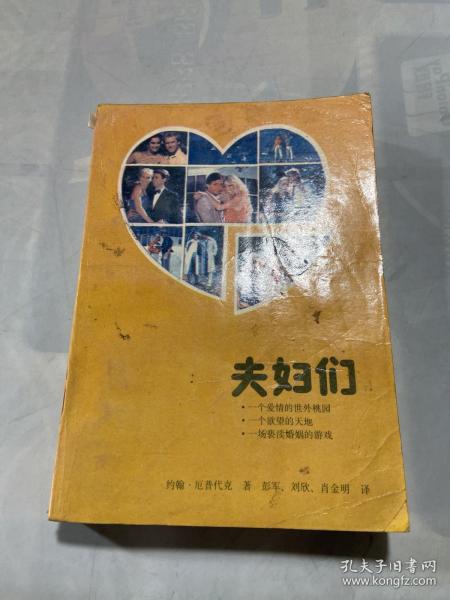 夫妇们
·一个爱情的世外桃园
·一个欲望的天地
·一场亵渎婚姻的游戏
约翰·厄普代克 著 彭军、刘欣、肖金明 译
孔夫子旧书网
www.kongfz.com